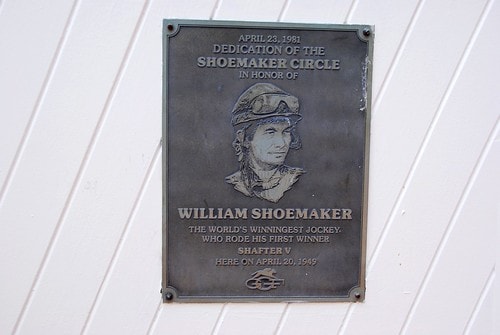 APRIL 23, 1981
DEDICATION OF THE
SHOEMAKER CIRCLE
IN HONOR OF
WILLIAM SHOEMAKER
THE WORLD'S WINNINGEST JOCKEY,
WHO RODE HIS FIRST WINNER
SHAFTER V
HERE ON APRIL 20, 1949
GGF